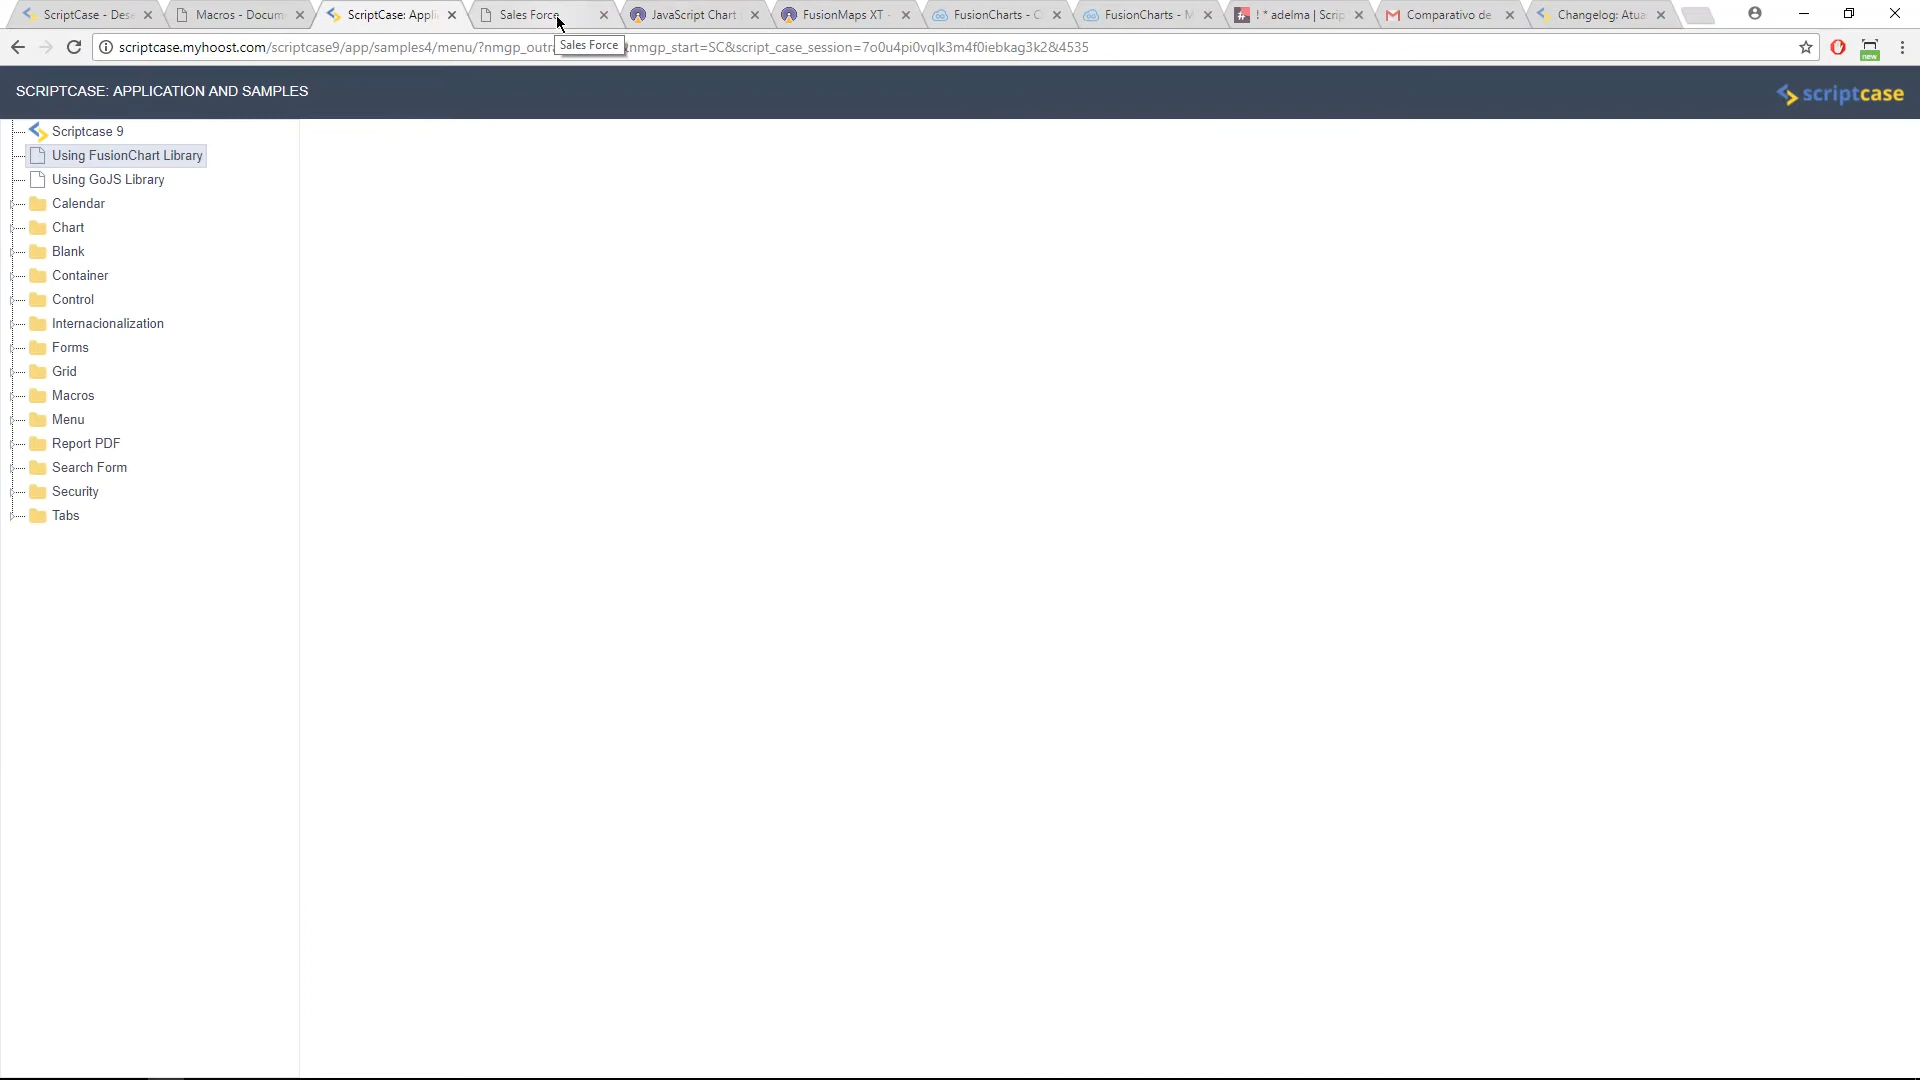 ScriptCase - Des
Macros - Docum
ScriptCase: Appli
Sales Force
JavaScript Chart
FusionMaps XT -
FusionCharts - C
FusionCharts - M
! * adelma | Scrip
Comparativo de
Changelog: Atua
scriptcase.myhoost.com/scriptcase9/app/samples4/menu/?nmgp_outra
nmgp_start=SC&script_case_session=7o0u4pi0vqlk3m4f0iebkag3k2&4535
Sales Force
new
SCRIPTCASE: APPLICATION AND SAMPLES
scriptcase
Scriptcase 9
Using FusionChart Library
Using GoJS Library
Calendar
Chart
Blank
Container
Control
Internacionalization
Forms
Grid
Macros
Menu
Report PDF
Search Form
Security
Tabs